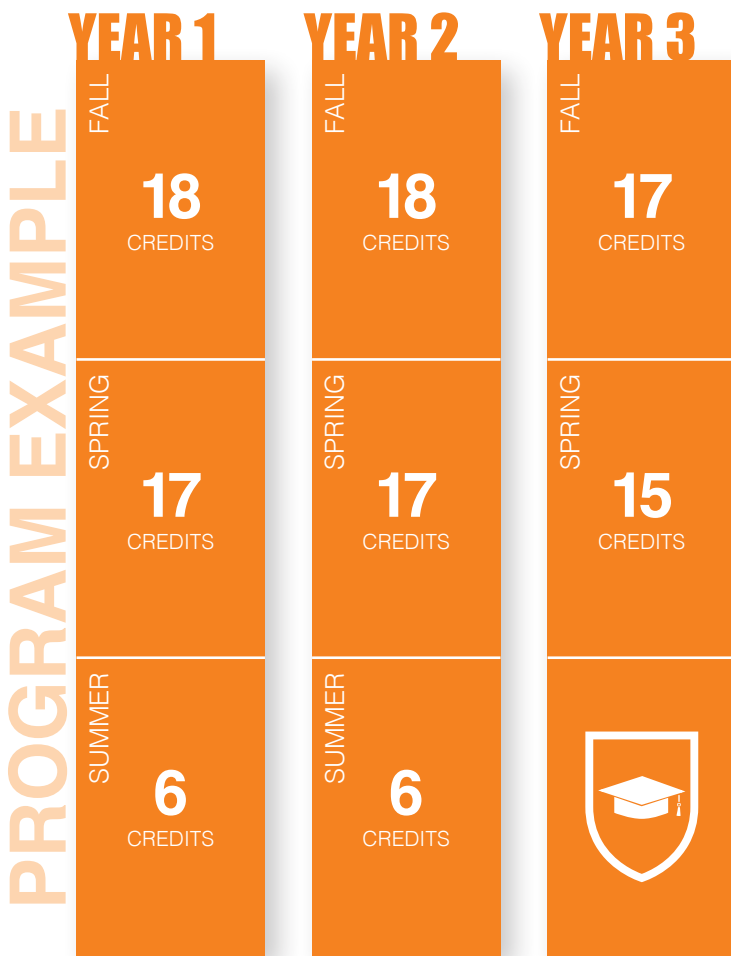 PROGRAM EXAMPLE
YEAR 1
FALL
18
CREDITS
SPRING
17
CREDITS
SUMMER
6
CREDITS
YEAR 2
FALL
18
CREDITS
SPRING
17
CREDITS
SUMMER
6
CREDITS
YEAR 3
FALL
17
CREDITS
SPRING
15
CREDITS